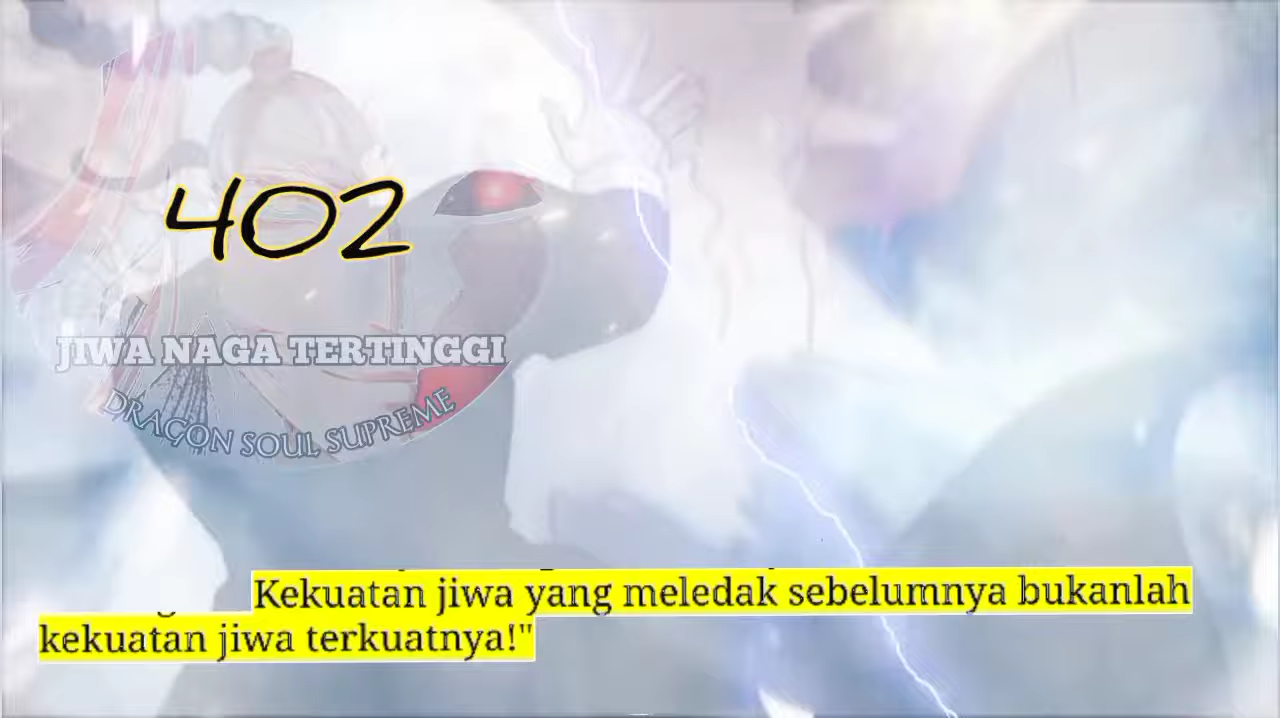 402
JIWA NAGA TERTINGGI
DRAGON SOUL SUPREME
Kekuatan jiwa yang meledak sebelumnya bukanlah
kekuatan jiwa terkuatnya!"